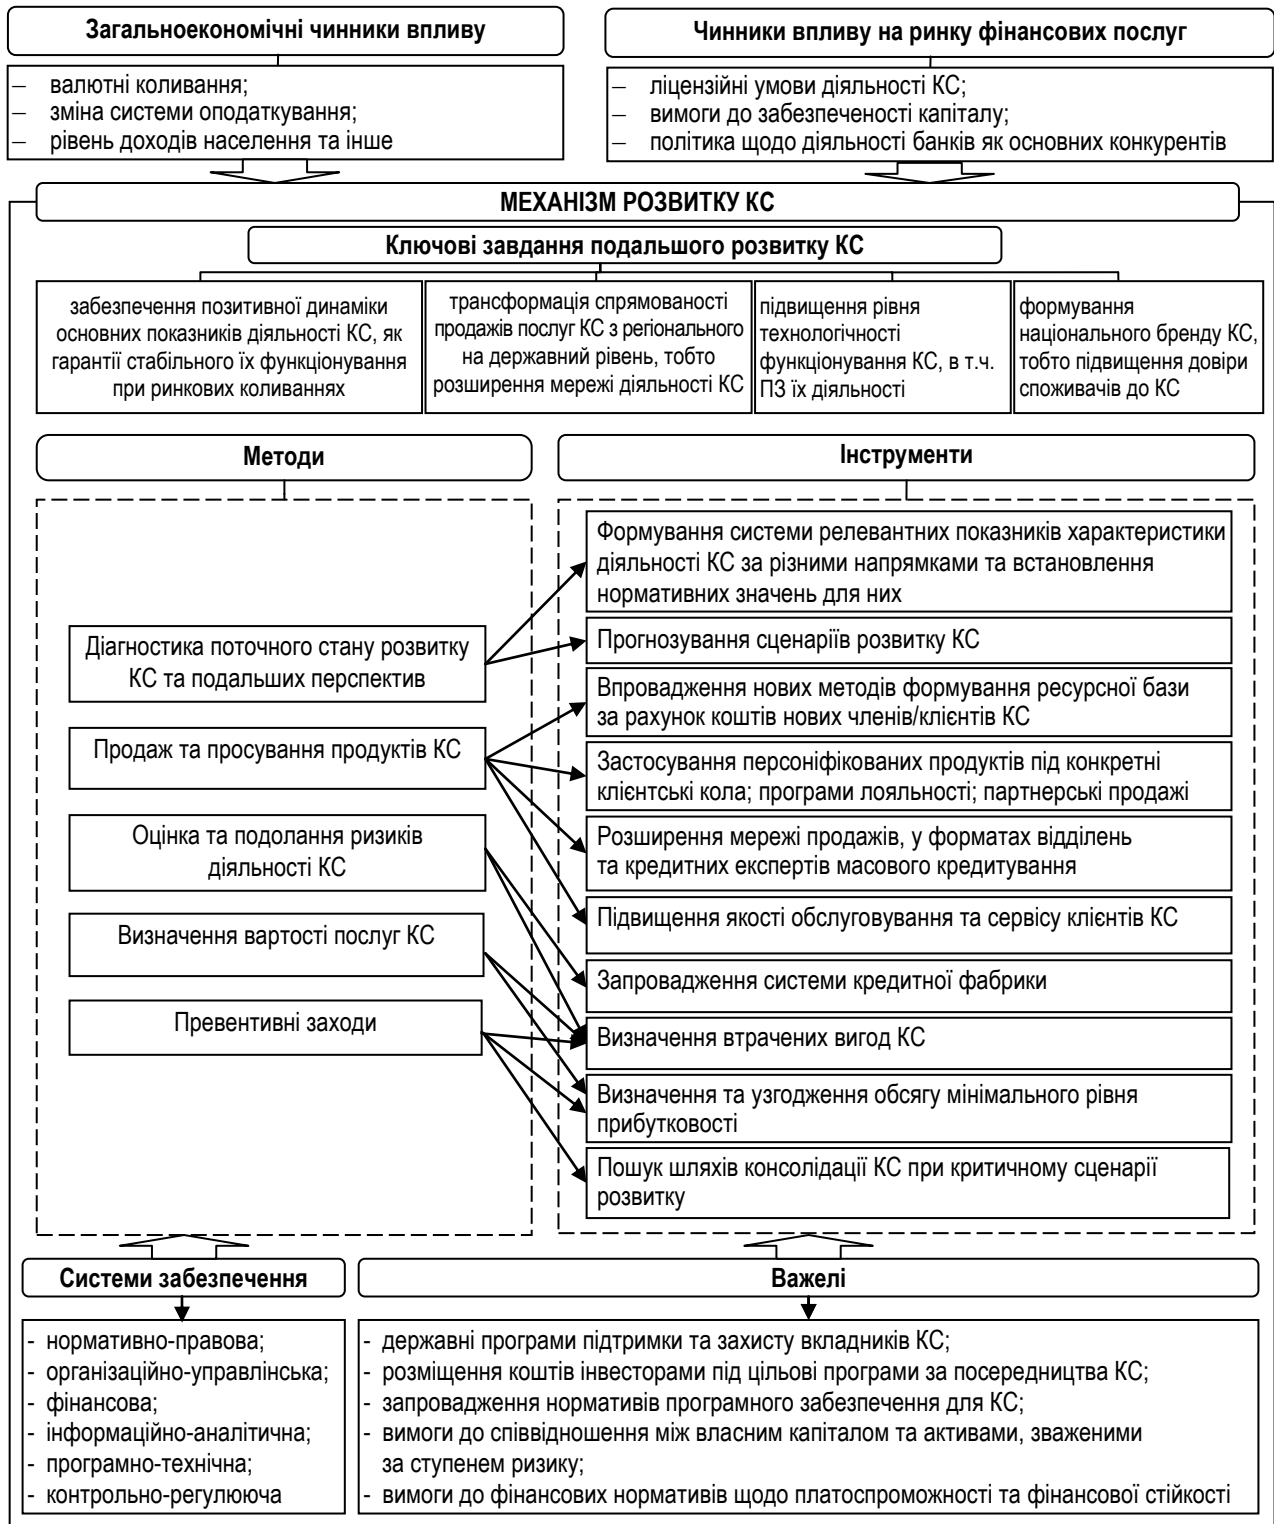 Загальноекономічні чинники впливу
– валютні коливання;
– зміна системи оподаткування;
– рівень доходів населення та інше
Чинники впливу на ринку фінансових послуг
– ліцензійні умови діяльності КС;
– вимоги до забезпеченості капіталу;
– політика щодо діяльності банків як основних конкурентів
МЕХАНІЗМ РОЗВИТКУ КС
Ключові завдання подальшого розвитку КС
забезпечення позитивної динаміки
основних показників діяльності КС, як
гарантії стабільного їх функціонування
при ринкових коливаннях
трансформація спрямованості
продажів послуг КС з регіонального
на державний рівень, тобто
розширення мережі діяльності КС
підвищення рівня
технологічності
функціонування КС, в т.ч.
ПЗ їх діяльності
формування
національного бренду КС,
тобто підвищення довіри
споживачів до КС
Методи
Діагностика поточного стану розвитку
КС та подальших перспектив
Продаж та просування продуктів КС
Оцінка та подолання ризиків
діяльності КС
Визначення вартості послуг КС
Превентивні заходи
Інструменти
Формування системи релевантних показників характеристики
діяльності КС за різними напрямками та встановлення
нормативних значень для них
Прогнозування сценаріїв розвитку КС
Впровадження нових методів формування ресурсної бази
за рахунок коштів нових членів/клієнтів КС
Застосування персоніфікованих продуктів під конкретні
клієнтські кола; програми лояльності; партнерські продажі
Розширення мережі продажів, у форматах відділень
та кредитних експертів масового кредитування
Підвищення якості обслуговування та сервісу клієнтів КС
Запровадження системи кредитної фабрики
Визначення втрачених вигод КС
Визначення та узгодження обсягу мінімального рівня
прибутковості
Пошук шляхів консолідації КС при критичному сценарії
розвитку
Системи забезпечення
- нормативно-правова;
- організаційно-управлінська;
- фінансова;
- інформаційно-аналітична;
- програмно-технічна;
- контрольно-регулююча
Важелі
- державні програми підтримки та захисту вкладників КС;
- розміщення коштів інвесторами під цільові програми за посередництва КС;
- запровадження нормативів програмного забезпечення для КС;
- вимоги до співвідношення між власним капіталом та активами, зваженими
за ступенем ризику;
- вимоги до фінансових нормативів щодо платоспроможності та фінансової стійкості